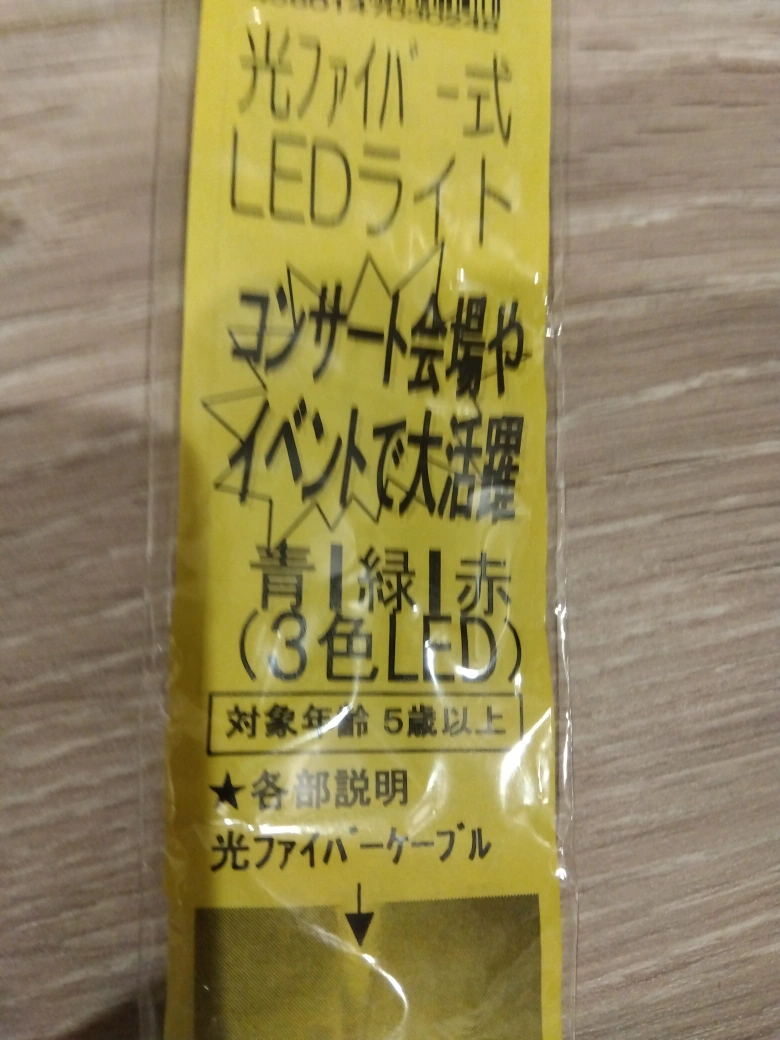 光ファイバー式
LEDライト
コンサート会場や
イベントで大活躍
青|緑|赤
(3色LED)
対象年齢 5歳以上
★各部説明
光ファイバーケーブル